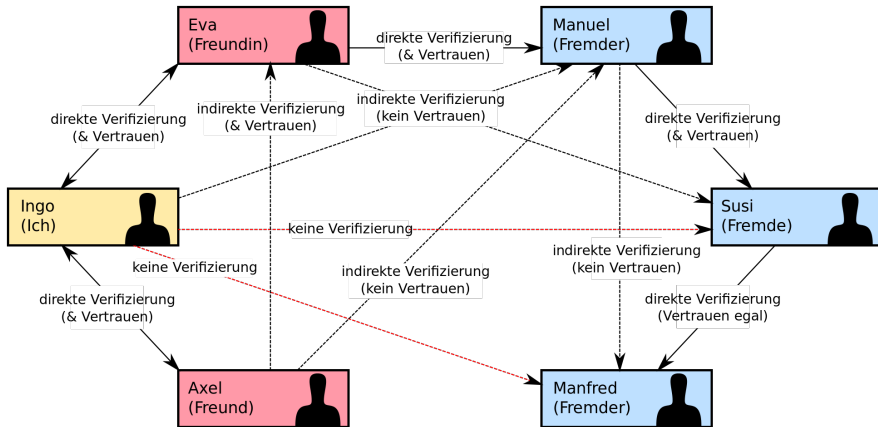 Eva
(Freundin)
Manuel
(Fremder)
direkte Verifizierung
(& Vertrauen)
direkte Verifizierung
(& Vertrauen)
indirekte Verifizierung
(& Vertrauen)
indirekte Verifizierung
(kein Vertrauen)
direkte Verifizierung
(& Vertrauen)
Ingo
(Ich)
Susi
(Fremde)
keine Verifizierung
keine Verifizierung
indirekte Verifizierung
(kein Vertrauen)
indirekte Verifizierung
(kein Vertrauen)
direkte Verifizierung
(& Vertrauen)
direkte Verifizierung
(Vertrauen egal)
Axel
(Freund)
Manfred
(Fremder)